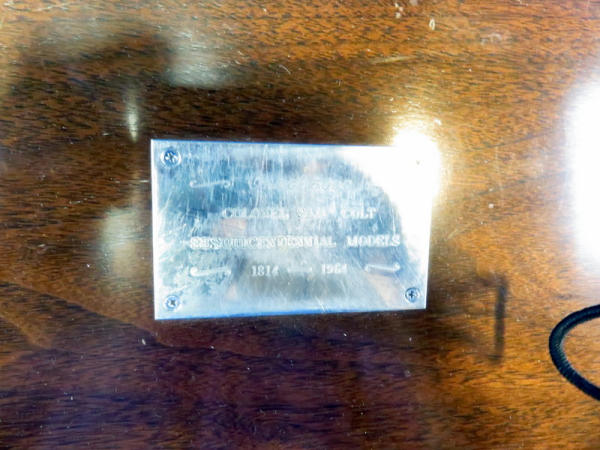 COLONEL SAM COLT
SESQUICENTENNIAL MODELS
1814 1964